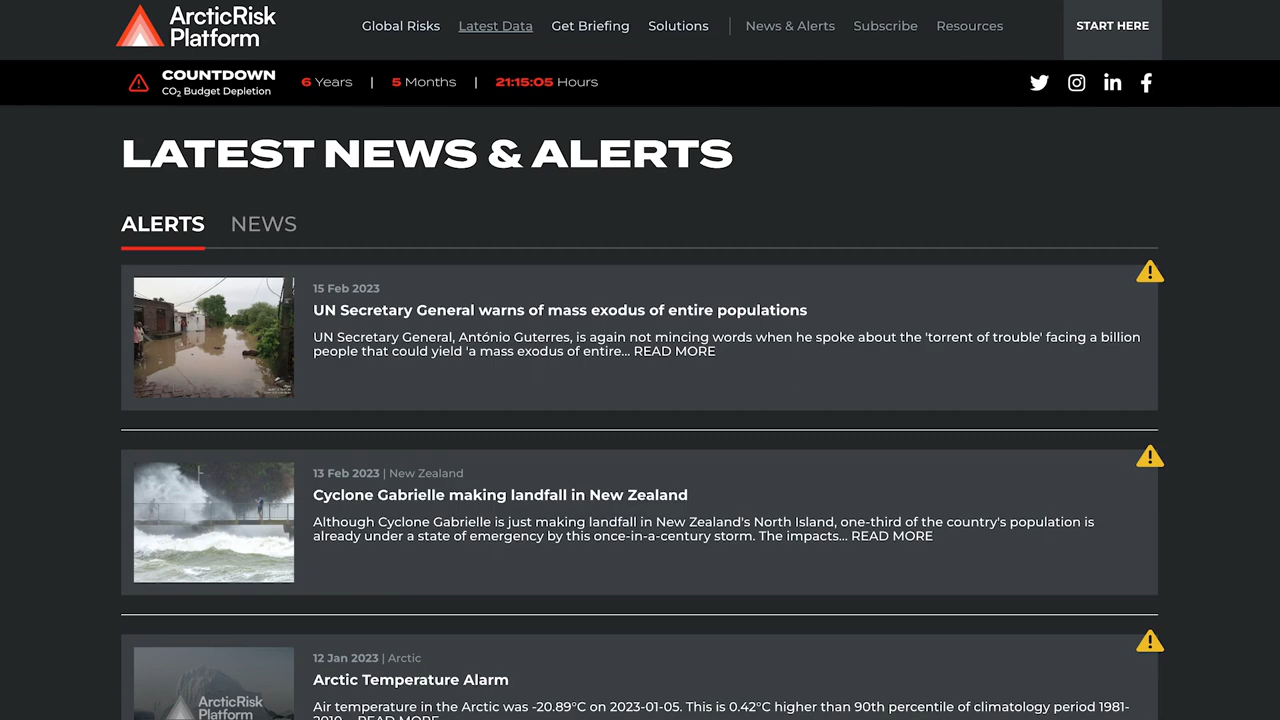 ArcticRisk
Platform
Global Risks Latest Data Get Briefing Solutions | News & Alerts Subscribe Resources START HERE
COUNTDOWN
CO2 Budget Depletion
6 Years | 5 Months | 21:15:05 Hours
LATEST NEWS & ALERTS
ALERTS NEWS
15 Feb 2023
UN Secretary General warns of mass exodus of entire populations
UN Secretary General, António Guterres, is again not mincing words when he spoke about the 'torrent of trouble' facing a billion
people that could yield 'a mass exodus of entire... READ MORE
13 Feb 2023 | New Zealand
Cyclone Gabrielle making landfall in New Zealand
Although Cyclone Gabrielle is just making landfall in New Zealand's North Island, one-third of the country's population is
already under a state of emergency by this once-in-a-century storm. The impacts... READ MORE
12 Jan 2023 | Arctic
Arctic Temperature Alarm
ArcticRisk
Platform
Air temperature in the Arctic was -20.89°C on 2023-01-05. This is 0.42°C higher than 90th percentile of climatology period 1981-
2010... READ MORE